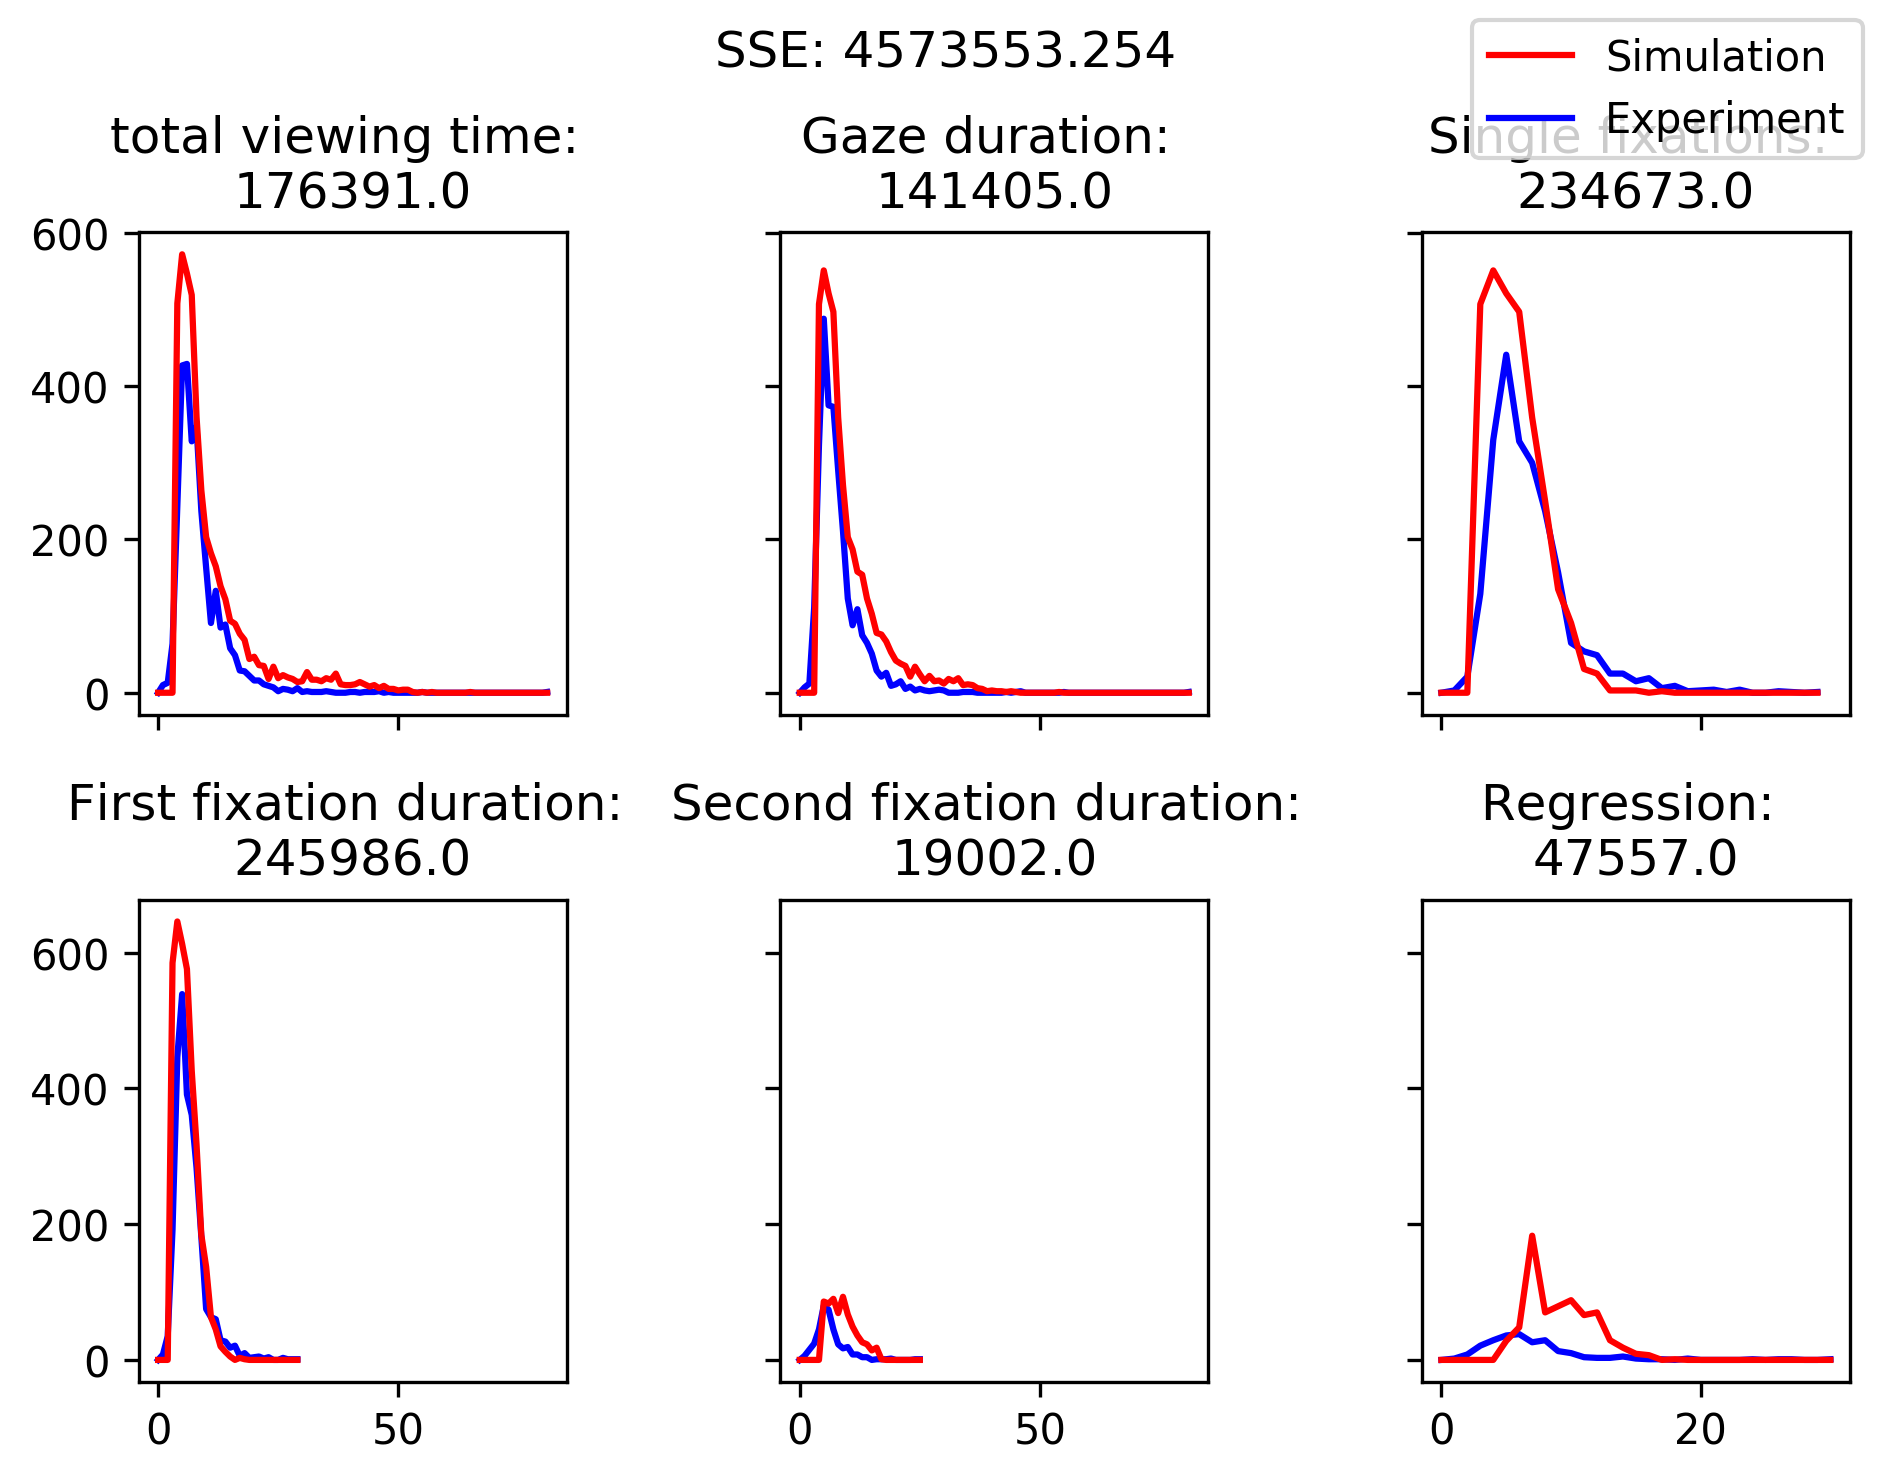 SSE: 4573553.254
Simulation
Experiment
total viewing time:
176391.0
Gaze duration:
141405.0
Single fixations:
234673.0
600
400
200
0
0
50
First fixation duration:
245986.0
Second fixation duration:
19002.0
Regression:
47557.0
600
400
200
0
0
50
0
20